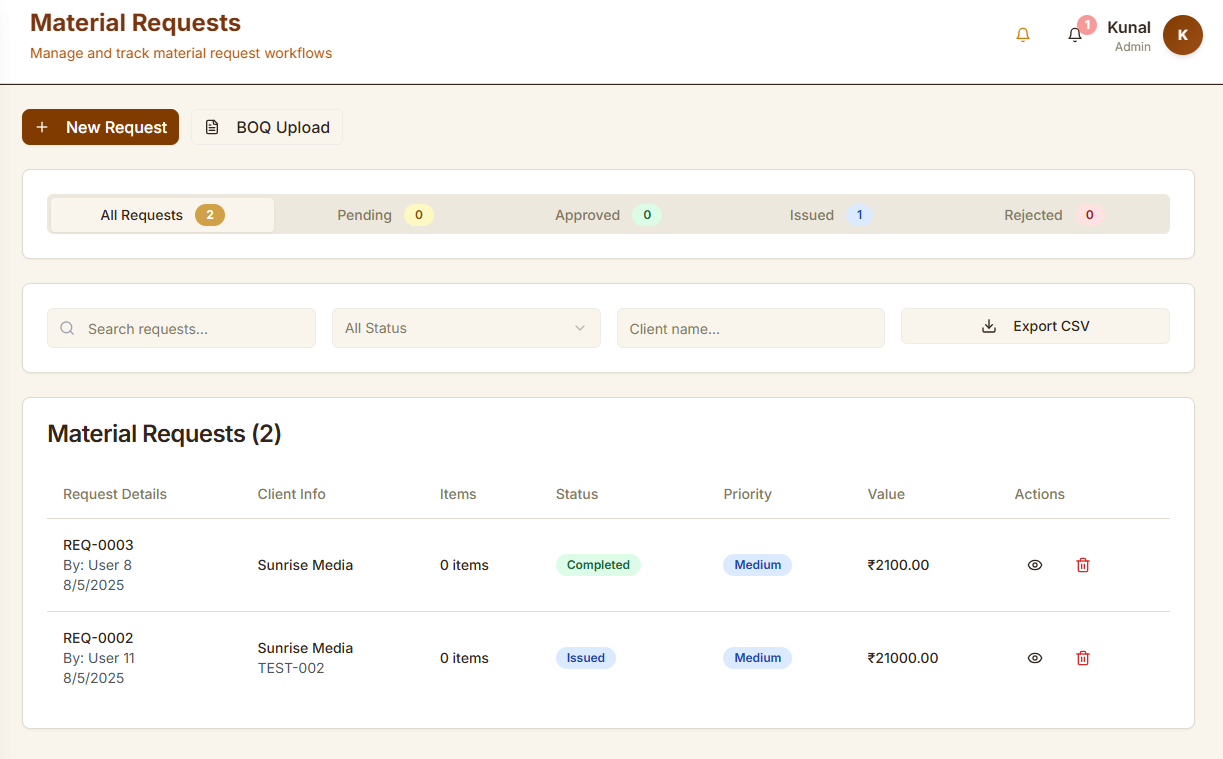 Material Requests
Manage and track material request workflows
1
Kunal
Admin
K
New Request
BOQ Upload
All Requests 2
Pending 0
Approved 0
Issued 1
Rejected 0
Search requests...
All Status
Client name...
Export CSV
Material Requests (2)
Request Details Client Info Items Status Priority Value Actions
REQ-0003
By: User 8
8/5/2025
Sunrise Media
0 items
Completed
Medium
₹2100.00
REQ-0002
By: User 11
8/5/2025
Sunrise Media
TEST-002
0 items
Issued
Medium
₹21000.00